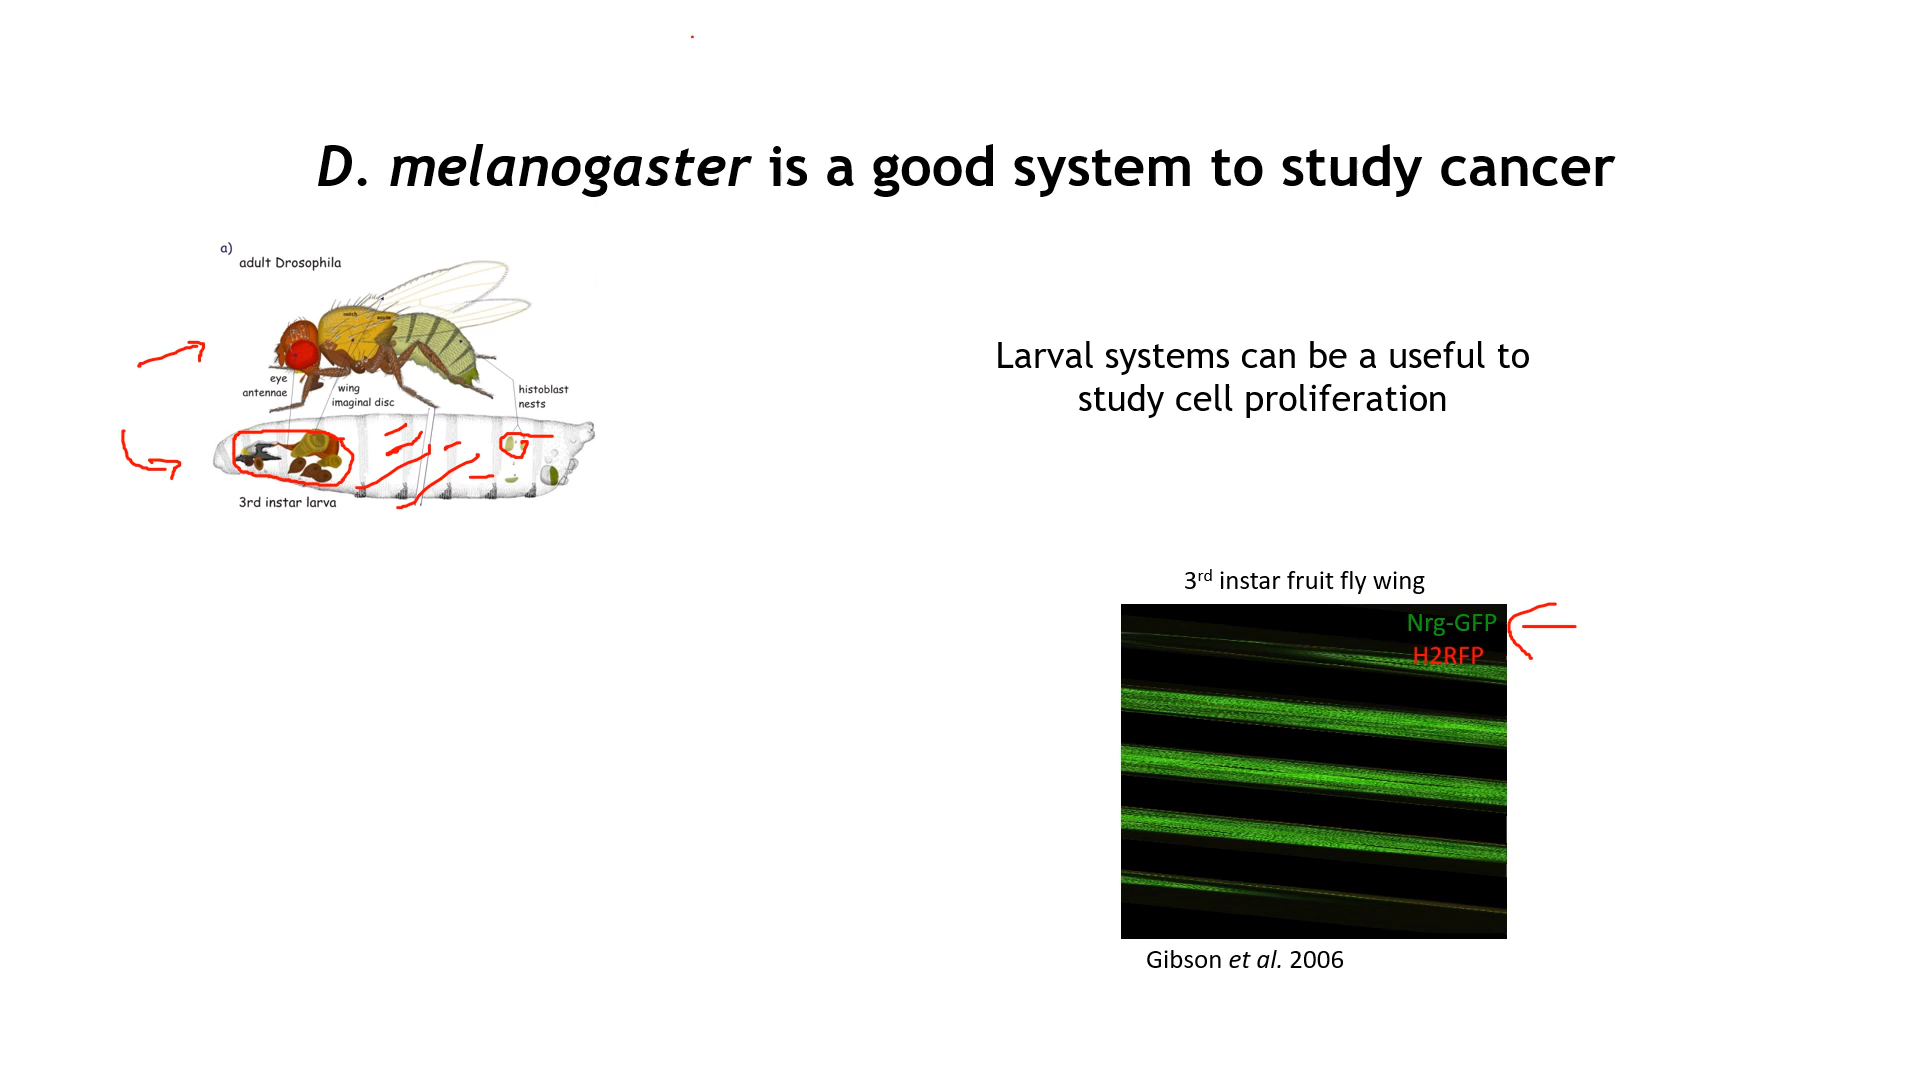 D. melanogaster is a good system to study cancer
a)
adult Drosophila
eye
antennae
wing
imaginal disc
histoblast
nests
3rd instar larva
Larval systems can be a useful to
study cell proliferation
3rd instar fruit fly wing
Nrg-GFP
H2RFP
Gibson et al. 2006